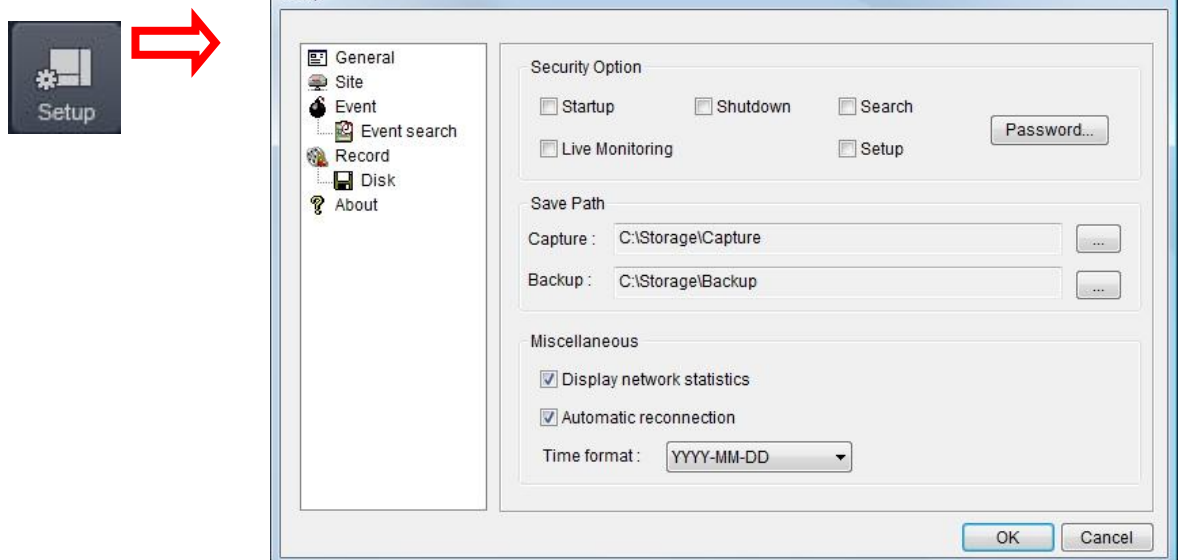 Setup
General
Site
Event
Event search
Record
Disk
About
Security Option
Startup Shutdown Search
Password...
Live Monitoring Setup
Save Path
Capture : C:\Storage\Capture ...
Backup : C:\Storage\Backup ...
Miscellaneous
Display network statistics
Automatic reconnection
Time format : YYYY-MM-DD
OK Cancel